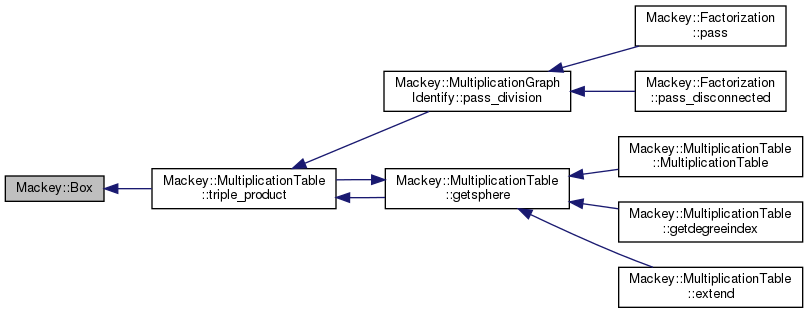 Mackey::Box
Mackey::MultiplicationTable
::triple_product
Mackey::MultiplicationGraph
Identify::pass_division
Mackey::Factorization
::pass
Mackey::Factorization
::pass_disconnected
Mackey::MultiplicationTable
::getsphere
Mackey::MultiplicationTable
::MultiplicationTable
Mackey::MultiplicationTable
::getdegreeindex
Mackey::MultiplicationTable
::extend